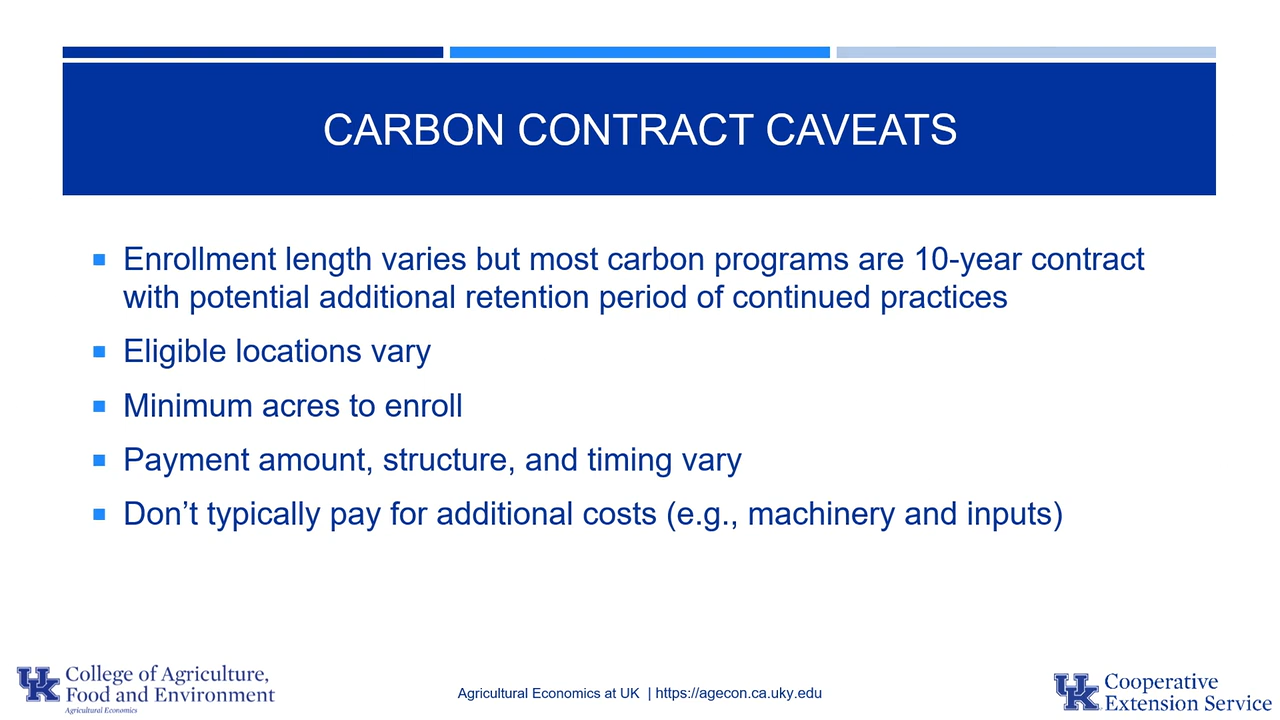 CARBON CONTRACT CAVEATS
Enrollment length varies but most carbon programs are 10-year contract
with potential additional retention period of continued practices
Eligible locations vary
Minimum acres to enroll
Payment amount, structure, and timing vary
Don’t typically pay for additional costs (e.g., machinery and inputs)
UK College of Agriculture,
Food and Environment
Agricultural Economics
Agricultural Economics at UK | https://agecon.ca.uky.edu
UK Cooperative
Extension Service